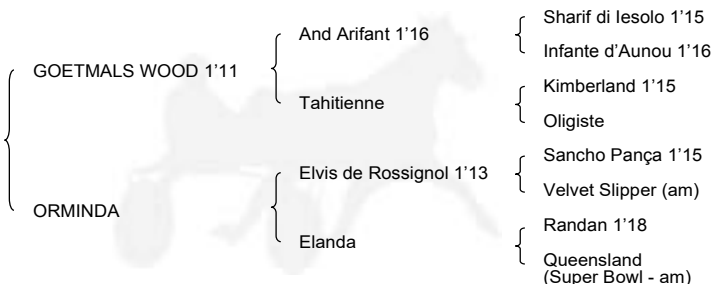 GOETMALS WOOD 1’11
And Arifant 1’16
Sharif di Iesolo 1’15
Infante d’Aunou 1’16
Tahitienne
Kimberland 1’15
Oligiste
ORMINDA
Elvis de Rossignol 1’13
Sancho Pança 1’15
Velvet Slipper (am)
Elanda
Randan 1’18
Queensland
(Super Bowl - am)